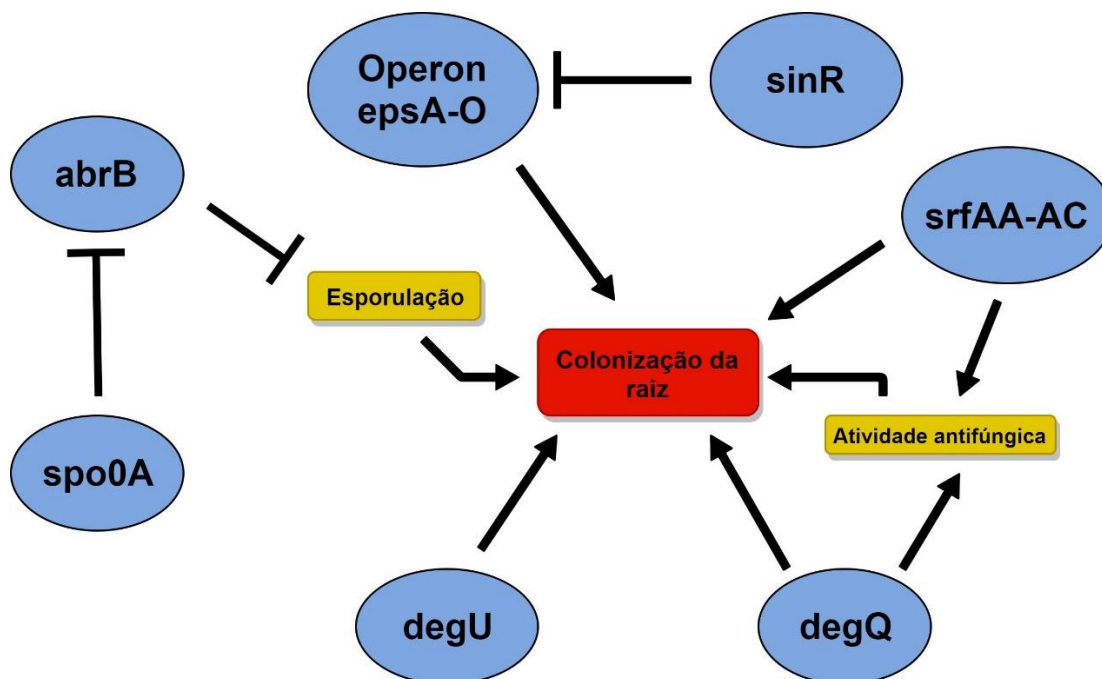 Operon
epsA-O
sinR
abrB
srfAA-AC
Esporulação
Colonização da
raiz
Atividade antifúngica
spo0A
degU
degQ